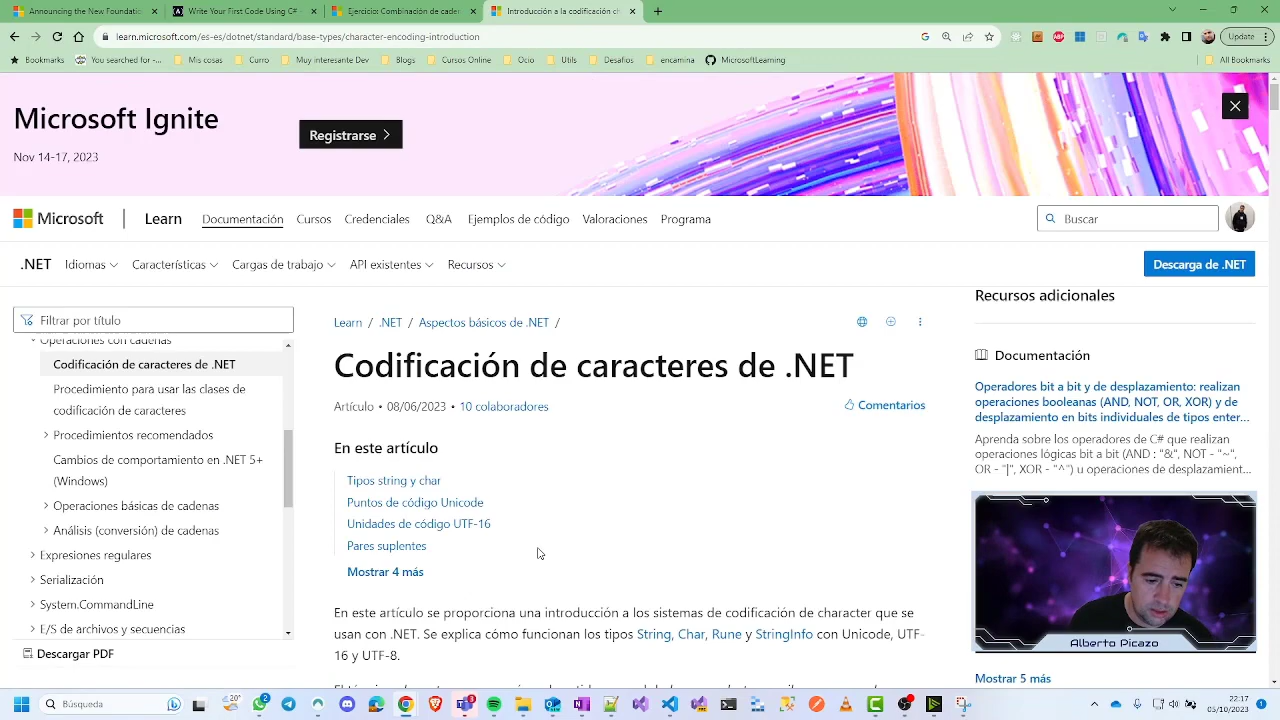 Announcing the New Foundatio
Write Your First Code Using C#
Ejercicio Combinación de cader
Introducción a la codificación ch
learn.microsoft.com/es-es/dotnet/standard/base-types/character-encoding-introduction
Update
Bookmarks
You searched for -...
Mis cosas
Curro
Muy interesante Dev
Blogs
Cursos Online
Ocio
Utils
Desafios
encamina
MicrosoftLearning
All Bookmarks
Microsoft Ignite
Nov 14-17, 2023
Registrarse
Microsoft
Learn
Documentación
Cursos
Credenciales
Q&A
Ejemplos de código
Valoraciones
Programa
Buscar
.NET
Idiomas
Características
Cargas de trabajo
API existentes
Recursos
Descarga de .NET
Filtrar por título
Operaciones con cadenas
Codificación de caracteres de .NET
Procedimiento para usar las clases de
codificación de caracteres
Procedimientos recomendados
Cambios de comportamiento en .NET 5+
(Windows)
Operaciones básicas de cadenas
Análisis (conversión) de cadenas
Expresiones regulares
Serialización
System.CommandLine
E/S de archivos y secuencias
Descargar PDF
Learn / .NET / Aspectos básicos de .NET /
Codificación de caracteres de .NET
Artículo • 08/06/2023 • 10 colaboradores
Comentarios
En este artículo
Tipos string y char
Puntos de código Unicode
Unidades de código UTF-16
Pares suplentes
Mostrar 4 más
En este artículo se proporciona una introducción a los sistemas de codificación de character que se
usan con .NET. Se explica cómo funcionan los tipos String, Char, Rune y StringInfo con Unicode, UTF-
16 y UTF-8.
Recursos adicionales
Documentación
Operadores bit a bit y de desplazamiento: realizan
operaciones booleanas (AND, NOT, OR, XOR) y de
desplazamiento en bits individuales de tipos enter...
Aprenda sobre los operadores de C# que realizan
operaciones lógicas bit a bit (AND : "&", NOT - "~",
OR - "|", XOR - "^") u operaciones de desplazamient...
Alberto Picazo
Mostrar 5 más
Búsqueda
20°
22:17
05/10/2023